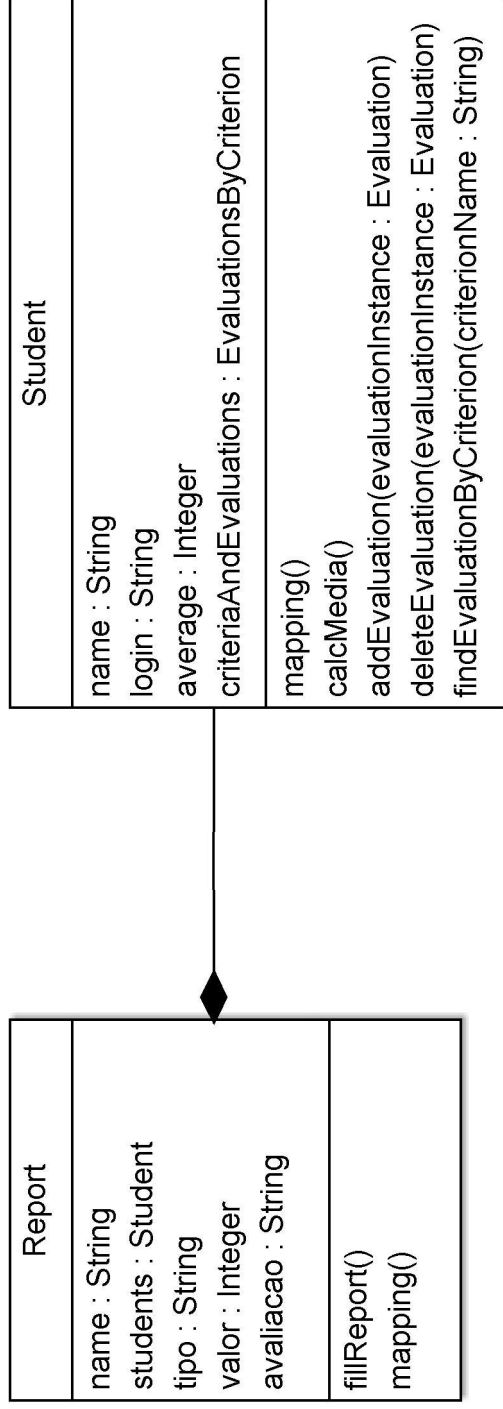 Report
name : String
students : Student
tipo : String
valor : Integer
avaliacao : String
fillReport()
mapping()
Student
name : String
login : String
average : Integer
criteriaAndEvaluations : EvaluationsByCriterion
mapping()
calcMedia()
addEvaluation(evaluationInstance : Evaluation)
deleteEvaluation(evaluationInstance : Evaluation)
findEvaluationByCriterion(criterionName : String)